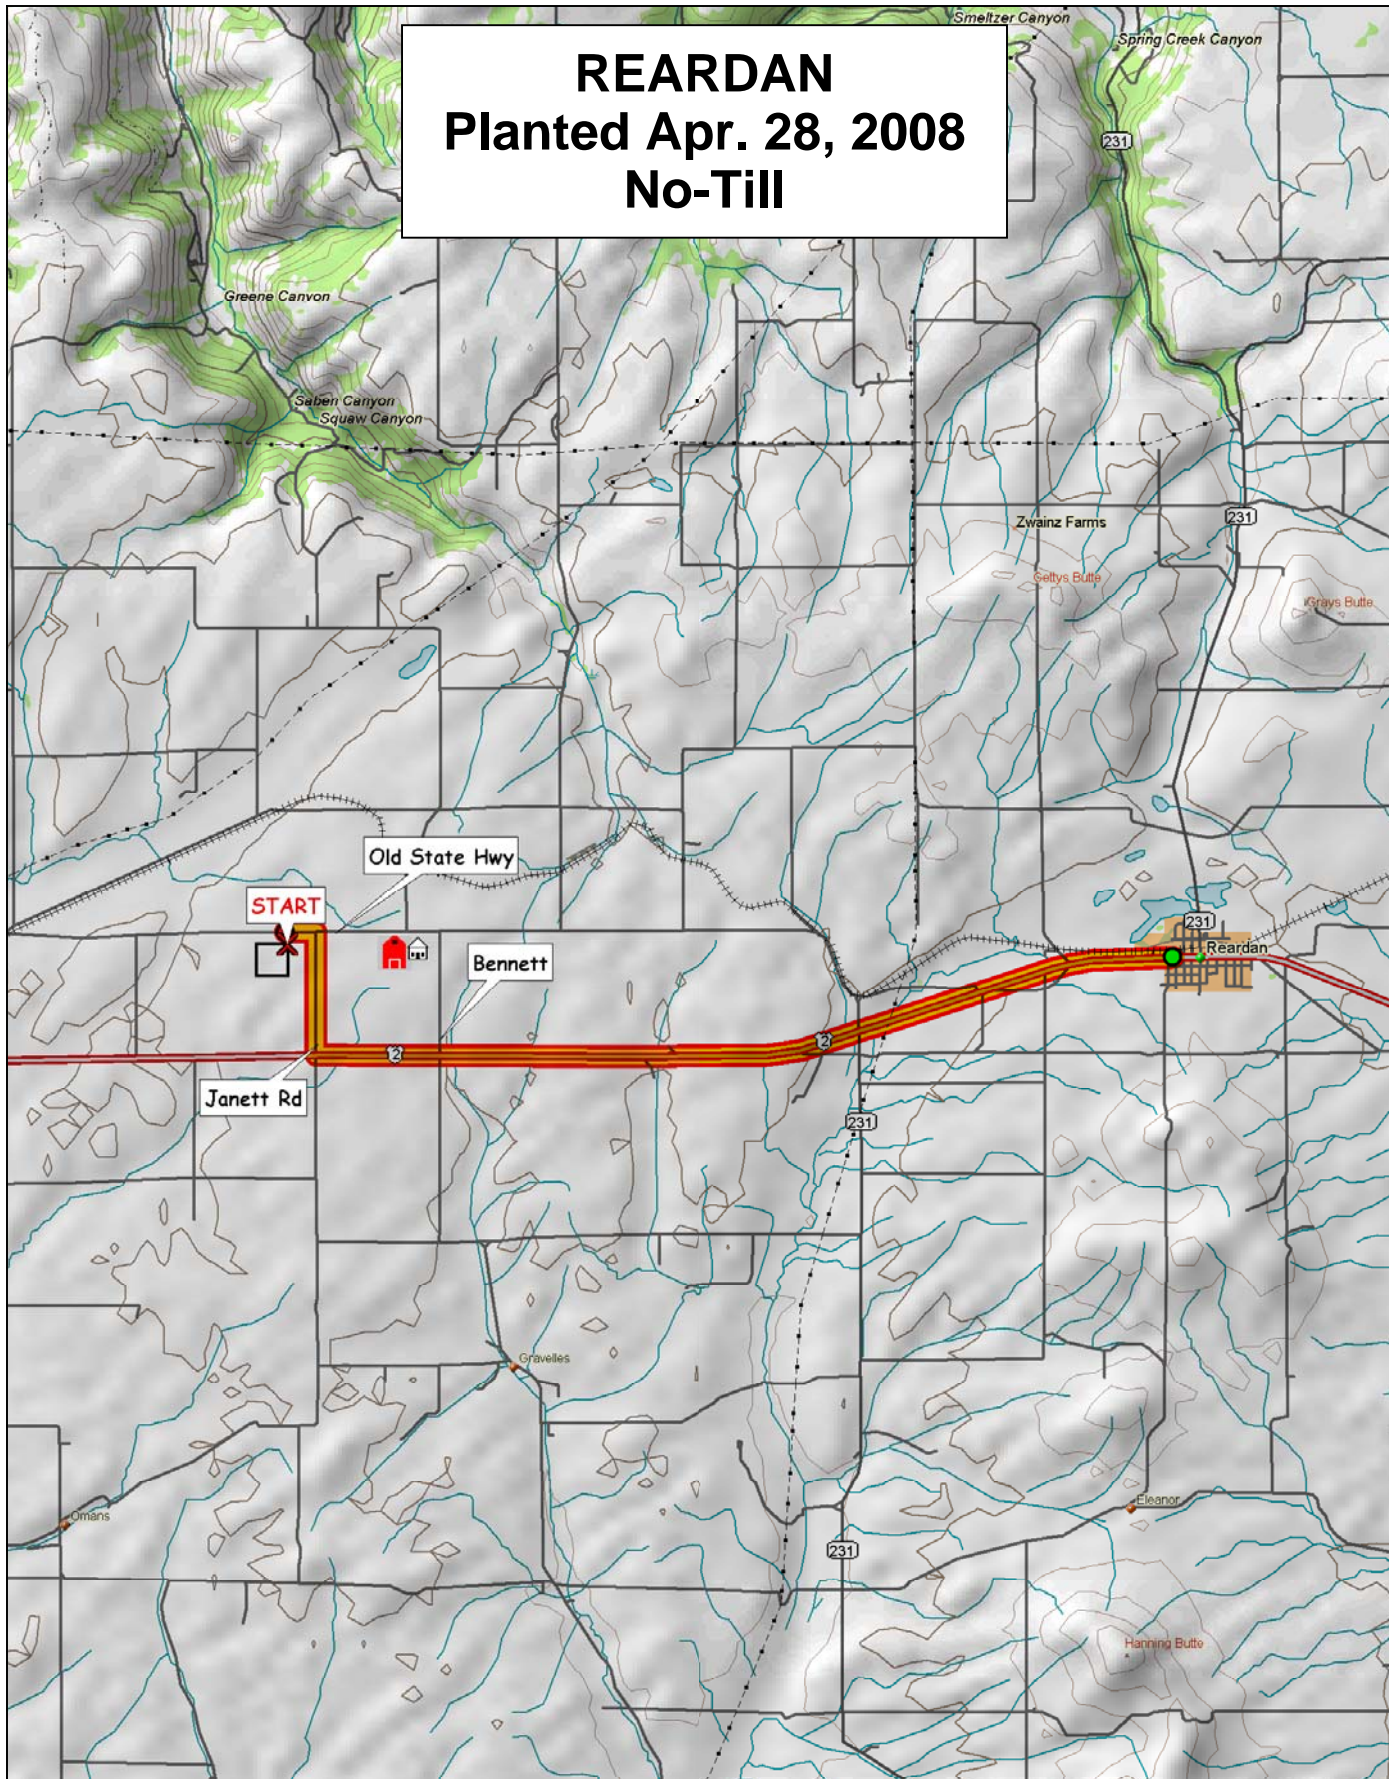 REARDAN
Planted Apr. 28, 2008
No-Till
Smeltzer Canyon
Spring Creek Canyon
231
Greene Canyon
Saben Canyon
Squaw Canyon
231
Zwainz Farms
Gettys Butte
Grays Butte
Old State Hwy
START
231
Reardan
Bennett
2
2
Janett Rd
231
Gravelles
Omans
Eleanor
231
Hanning Butte